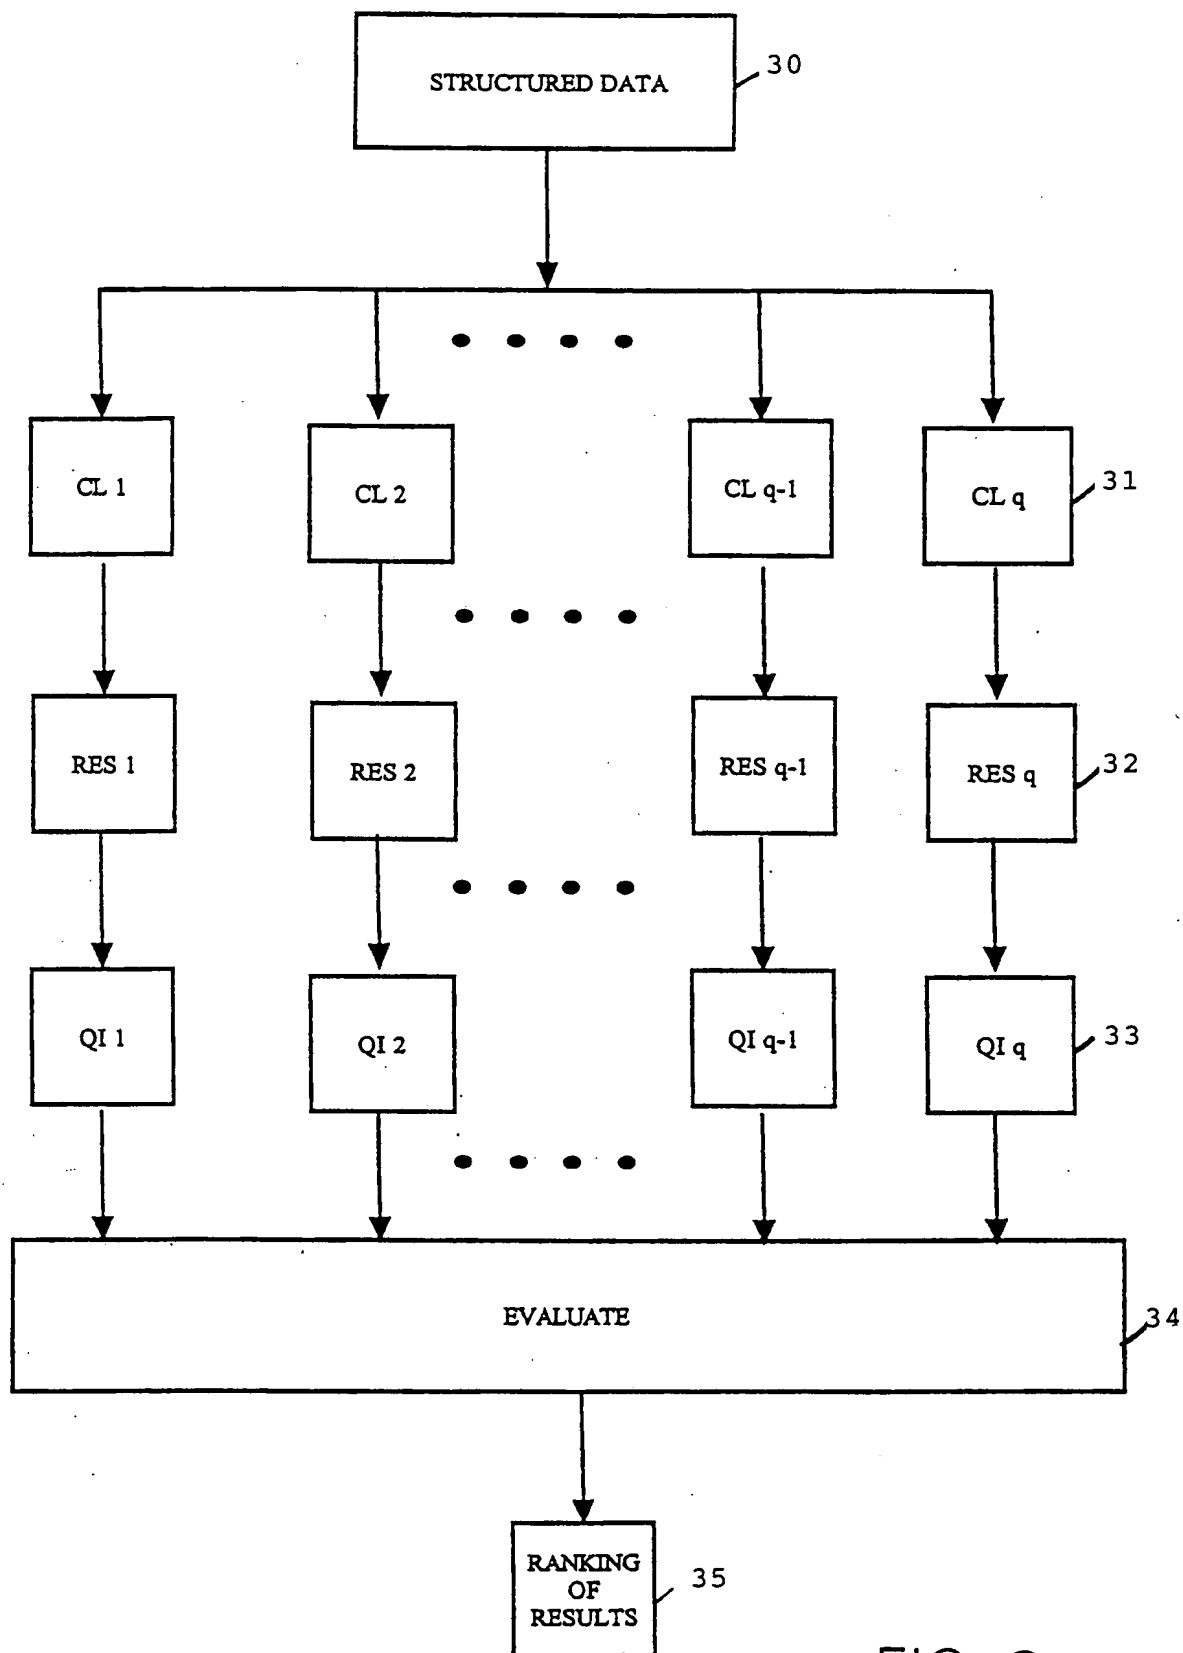 STRUCTURED DATA
30
CL 1
CL 2
CL q-1
CL q
31
RES 1
RES 2
RES q-1
RES q
32
QI 1
QI 2
QI q-1
QI q
33
EVALUATE
34
RANKING
OF
RESULTS
35